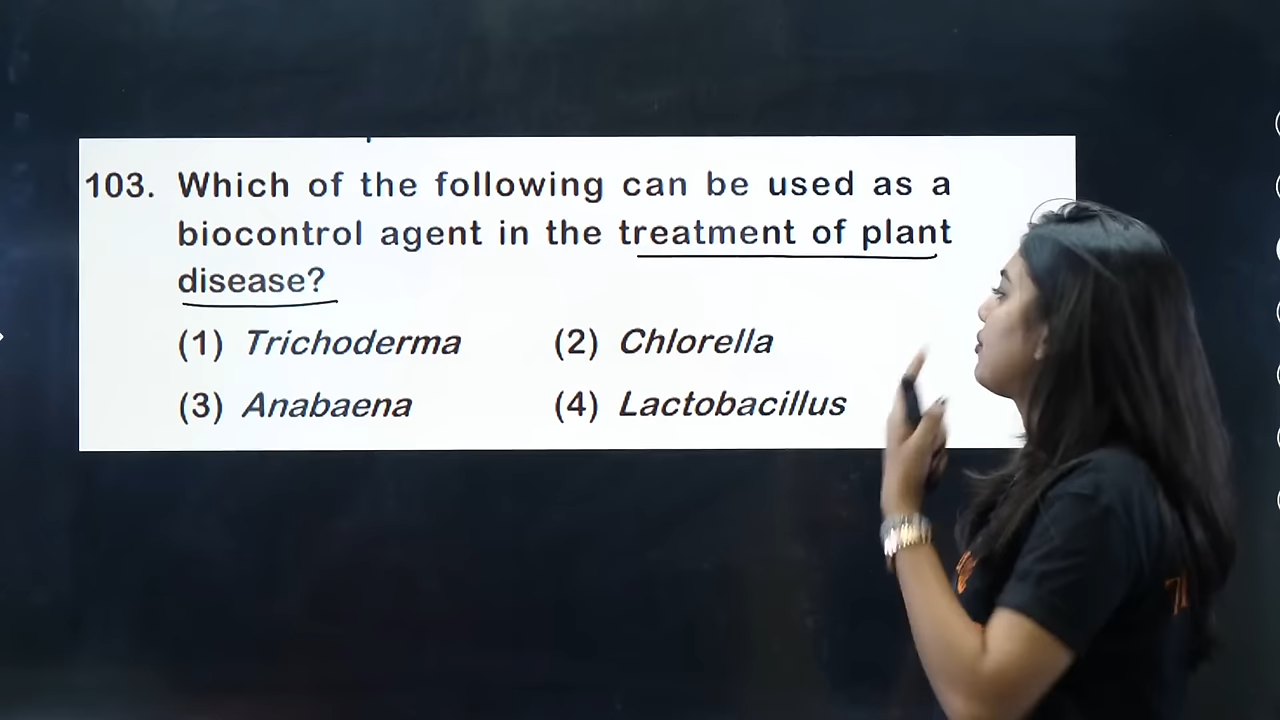 103. Which of the following can be used as a
biocontrol agent in the treatment of plant
disease?
(1) Trichoderma (2) Chlorella
(3) Anabaena (4) Lactobacillus